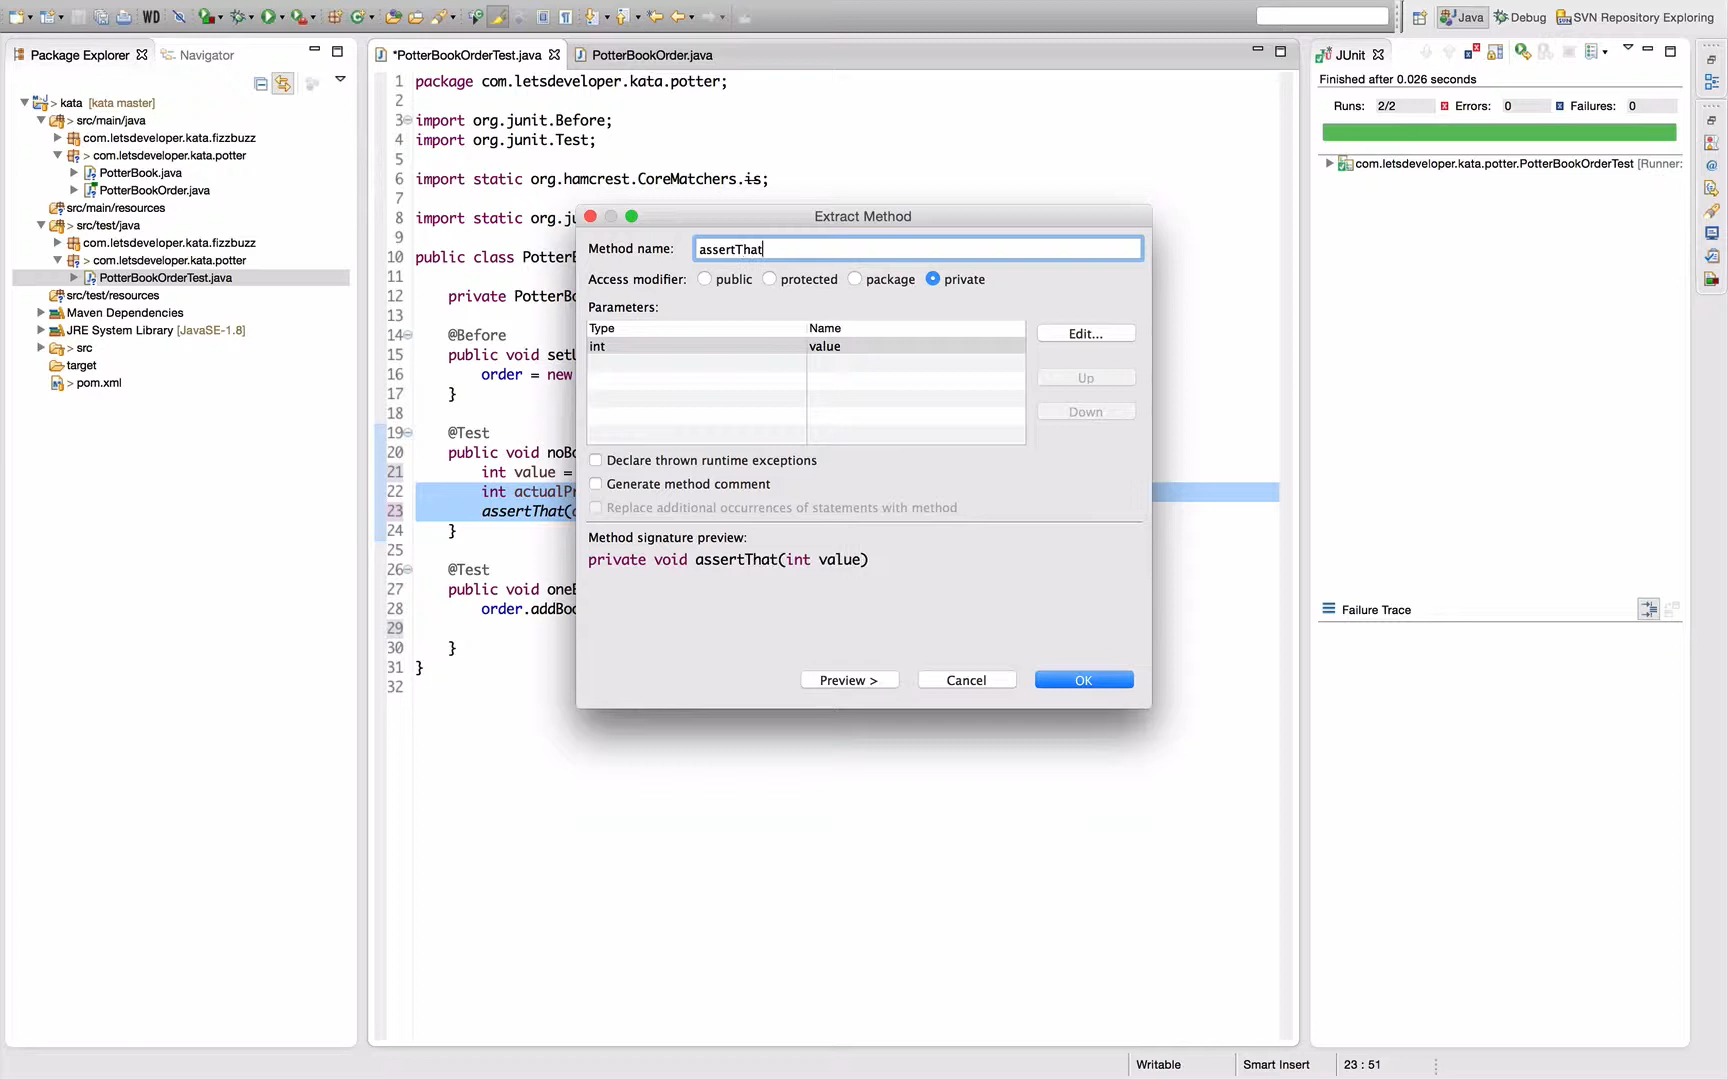 WD
Java
Debug
SVN Repository Exploring
Package Explorer
Navigator
*PotterBookOrderTest.java
PotterBookOrder.java
JUnit
Finished after 0.026 seconds
Runs: 2/2
Errors: 0
Failures: 0
com.letsdeveloper.kata.potter.PotterBookOrderTest [Runner:
Failure Trace
> kata [kata master]
> src/main/java
com.letsdeveloper.kata.fizzbuzz
> com.letsdeveloper.kata.potter
PotterBook.java
PotterBookOrder.java
src/main/resources
> src/test/java
com.letsdeveloper.kata.fizzbuzz
> com.letsdeveloper.kata.potter
PotterBookOrderTest.java
src/test/resources
Maven Dependencies
JRE System Library [JavaSE-1.8]
> src
target
> pom.xml
1 package com.letsdeveloper.kata.potter;
2
3 import org.junit.Before;
4 import org.junit.Test;
5
6 import static org.hamcrest.CoreMatchers.is;
7
8 import static org.ju
9
10 public class PotterB
11
12 private PotterBo
13
14 @Before
15 public void setU
16 order = new
17 }
18
19 @Test
20 public void noBo
21 int value =
22 int actualPr
23 assertThat(
24 }
25
26 @Test
27 public void oneB
28 order.addBoo
29
30 }
31 }
32
Extract Method
Method name: assertThat
Access modifier: public protected package private
Parameters:
Type Name
int value
Edit...
Up
Down
Declare thrown runtime exceptions
Generate method comment
Replace additional occurrences of statements with method
Method signature preview:
private void assertThat(int value)
Preview >
Cancel
OK
Writable
Smart Insert
23 : 51